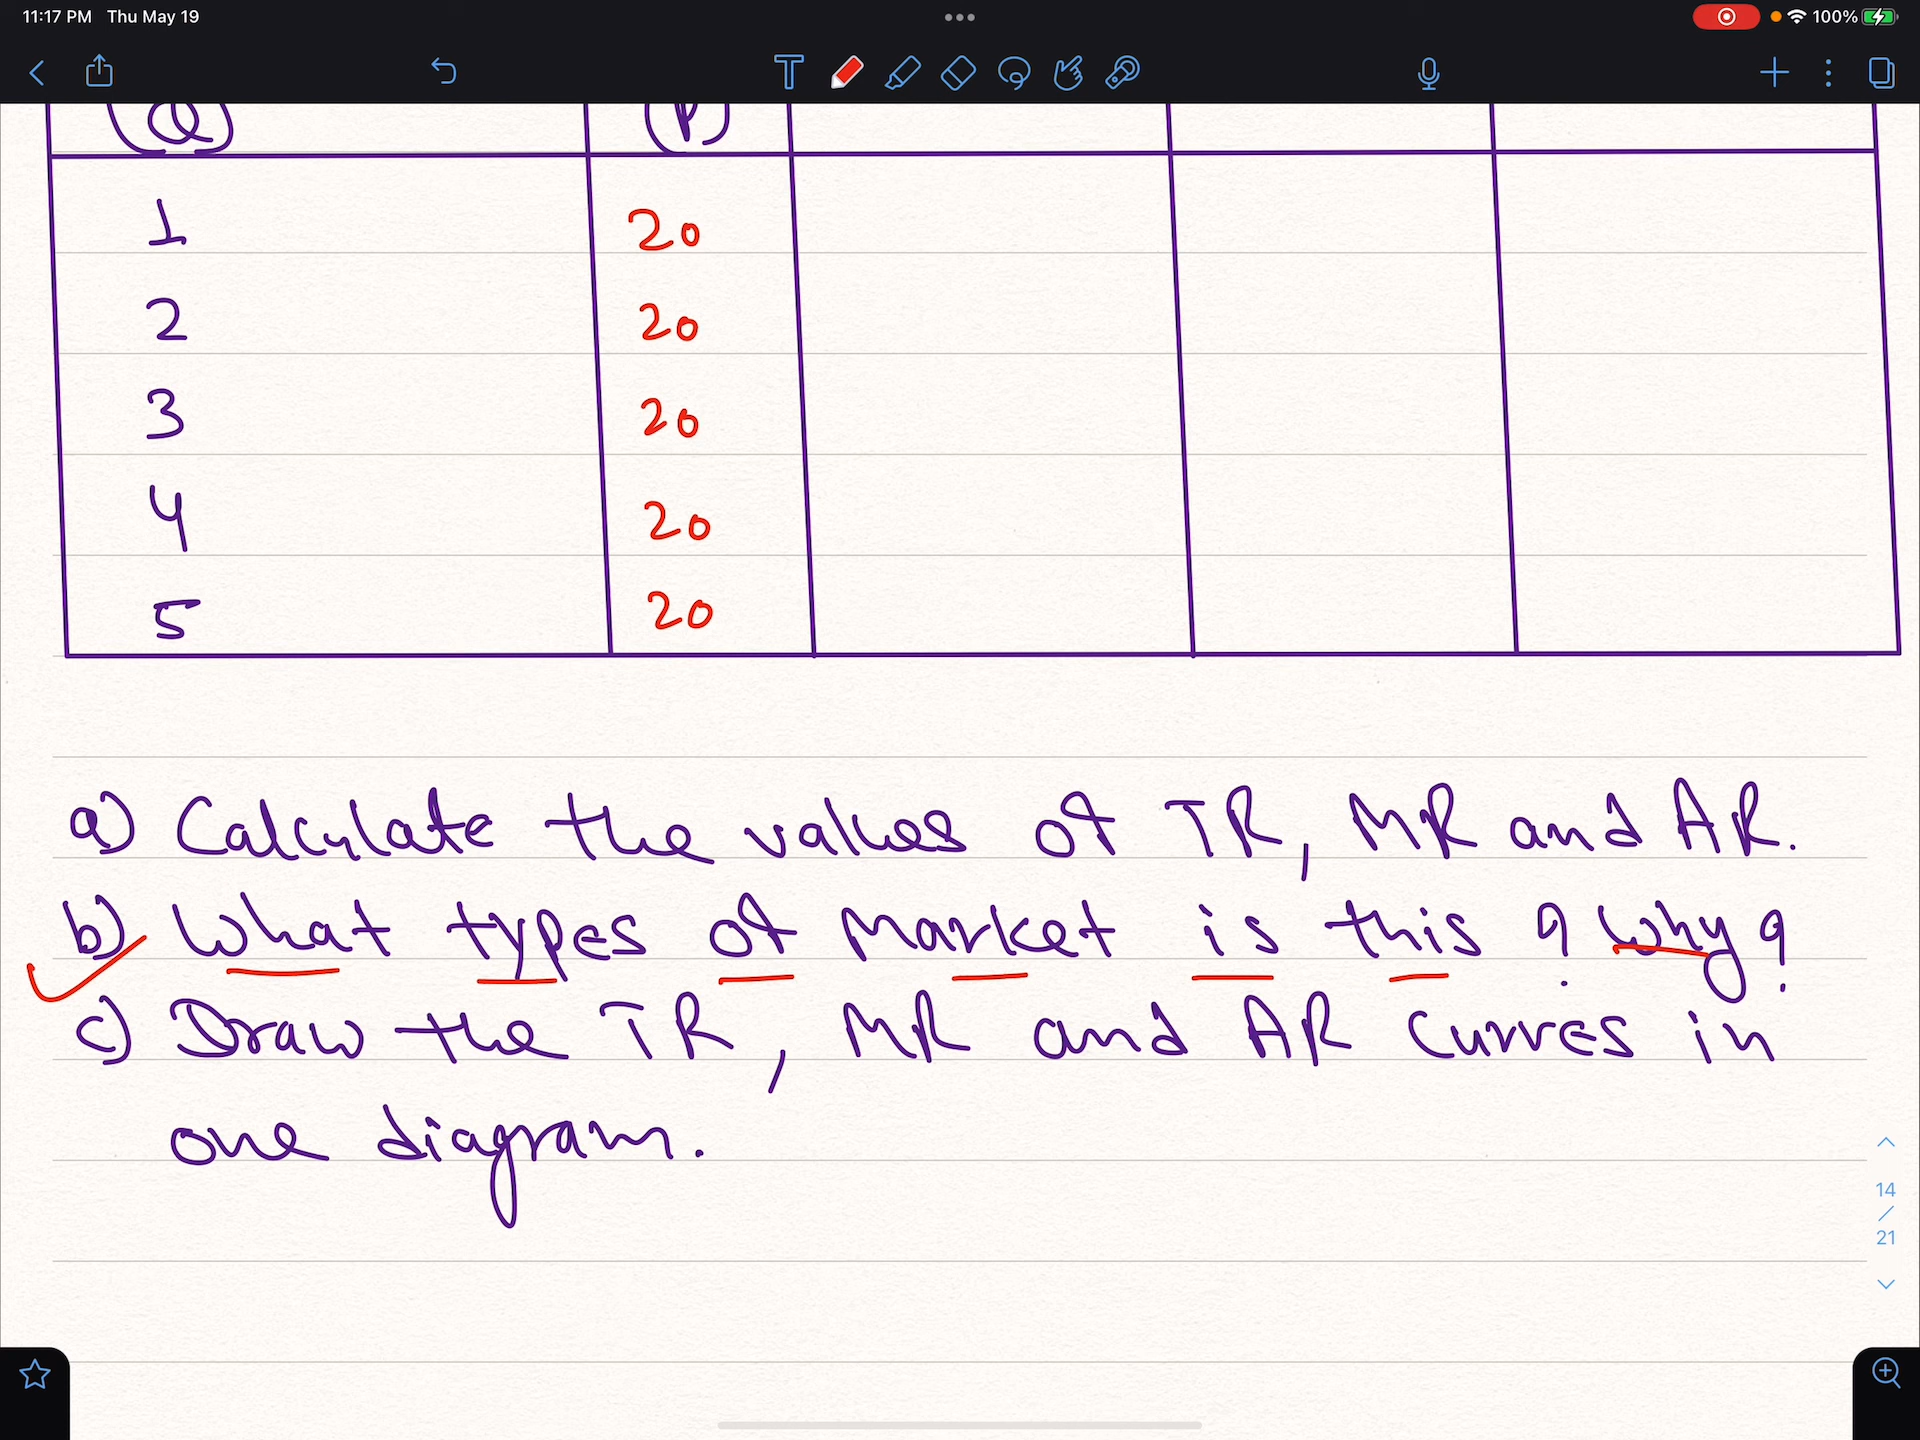 11:17 PM Thu May 19 100%
T
(Q) (P)
1 20
2 20
3 20
4 20
5 20
a) Calculate the values of TR, MR and AR.
b) What types of Market is this ? Why ?
c) Draw the TR, MR and AR Curves in
one diagram.
14
/
21